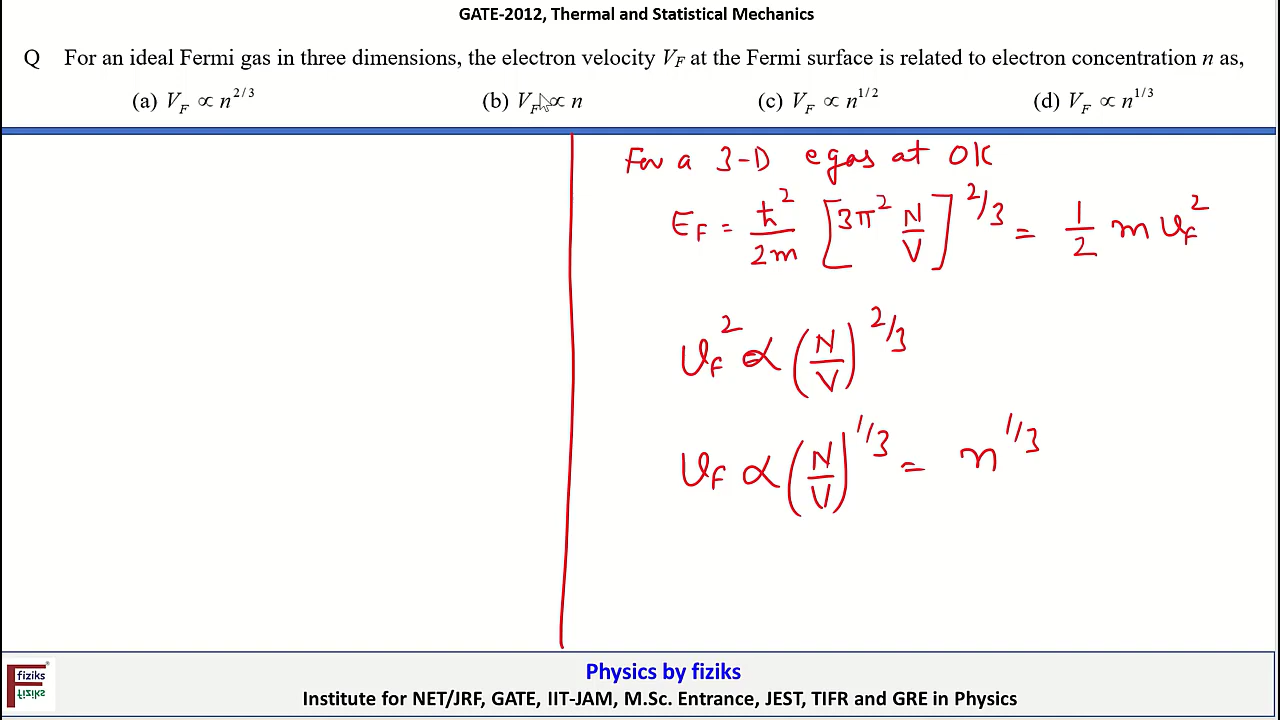 GATE-2012, Thermal and Statistical Mechanics
Q For an ideal Fermi gas in three dimensions, the electron velocity V_F at the Fermi surface is related to electron concentration n as,
(a) V_F ∝ n^{2/3} (b) V_F ∝ n (c) V_F ∝ n^{1/2} (d) V_F ∝ n^{1/3}
For a 3-D e gas at 0K
E_F = ħ²/2m [3π² N/V]^{2/3} = 1/2 m v_F²
v_F² ∝ (N/V)^{2/3}
v_F ∝ (N/V)^{1/3} = n^{1/3}
fiziks
fiziks
Physics by fiziks
Institute for NET/JRF, GATE, IIT-JAM, M.Sc. Entrance, JEST, TIFR and GRE in Physics